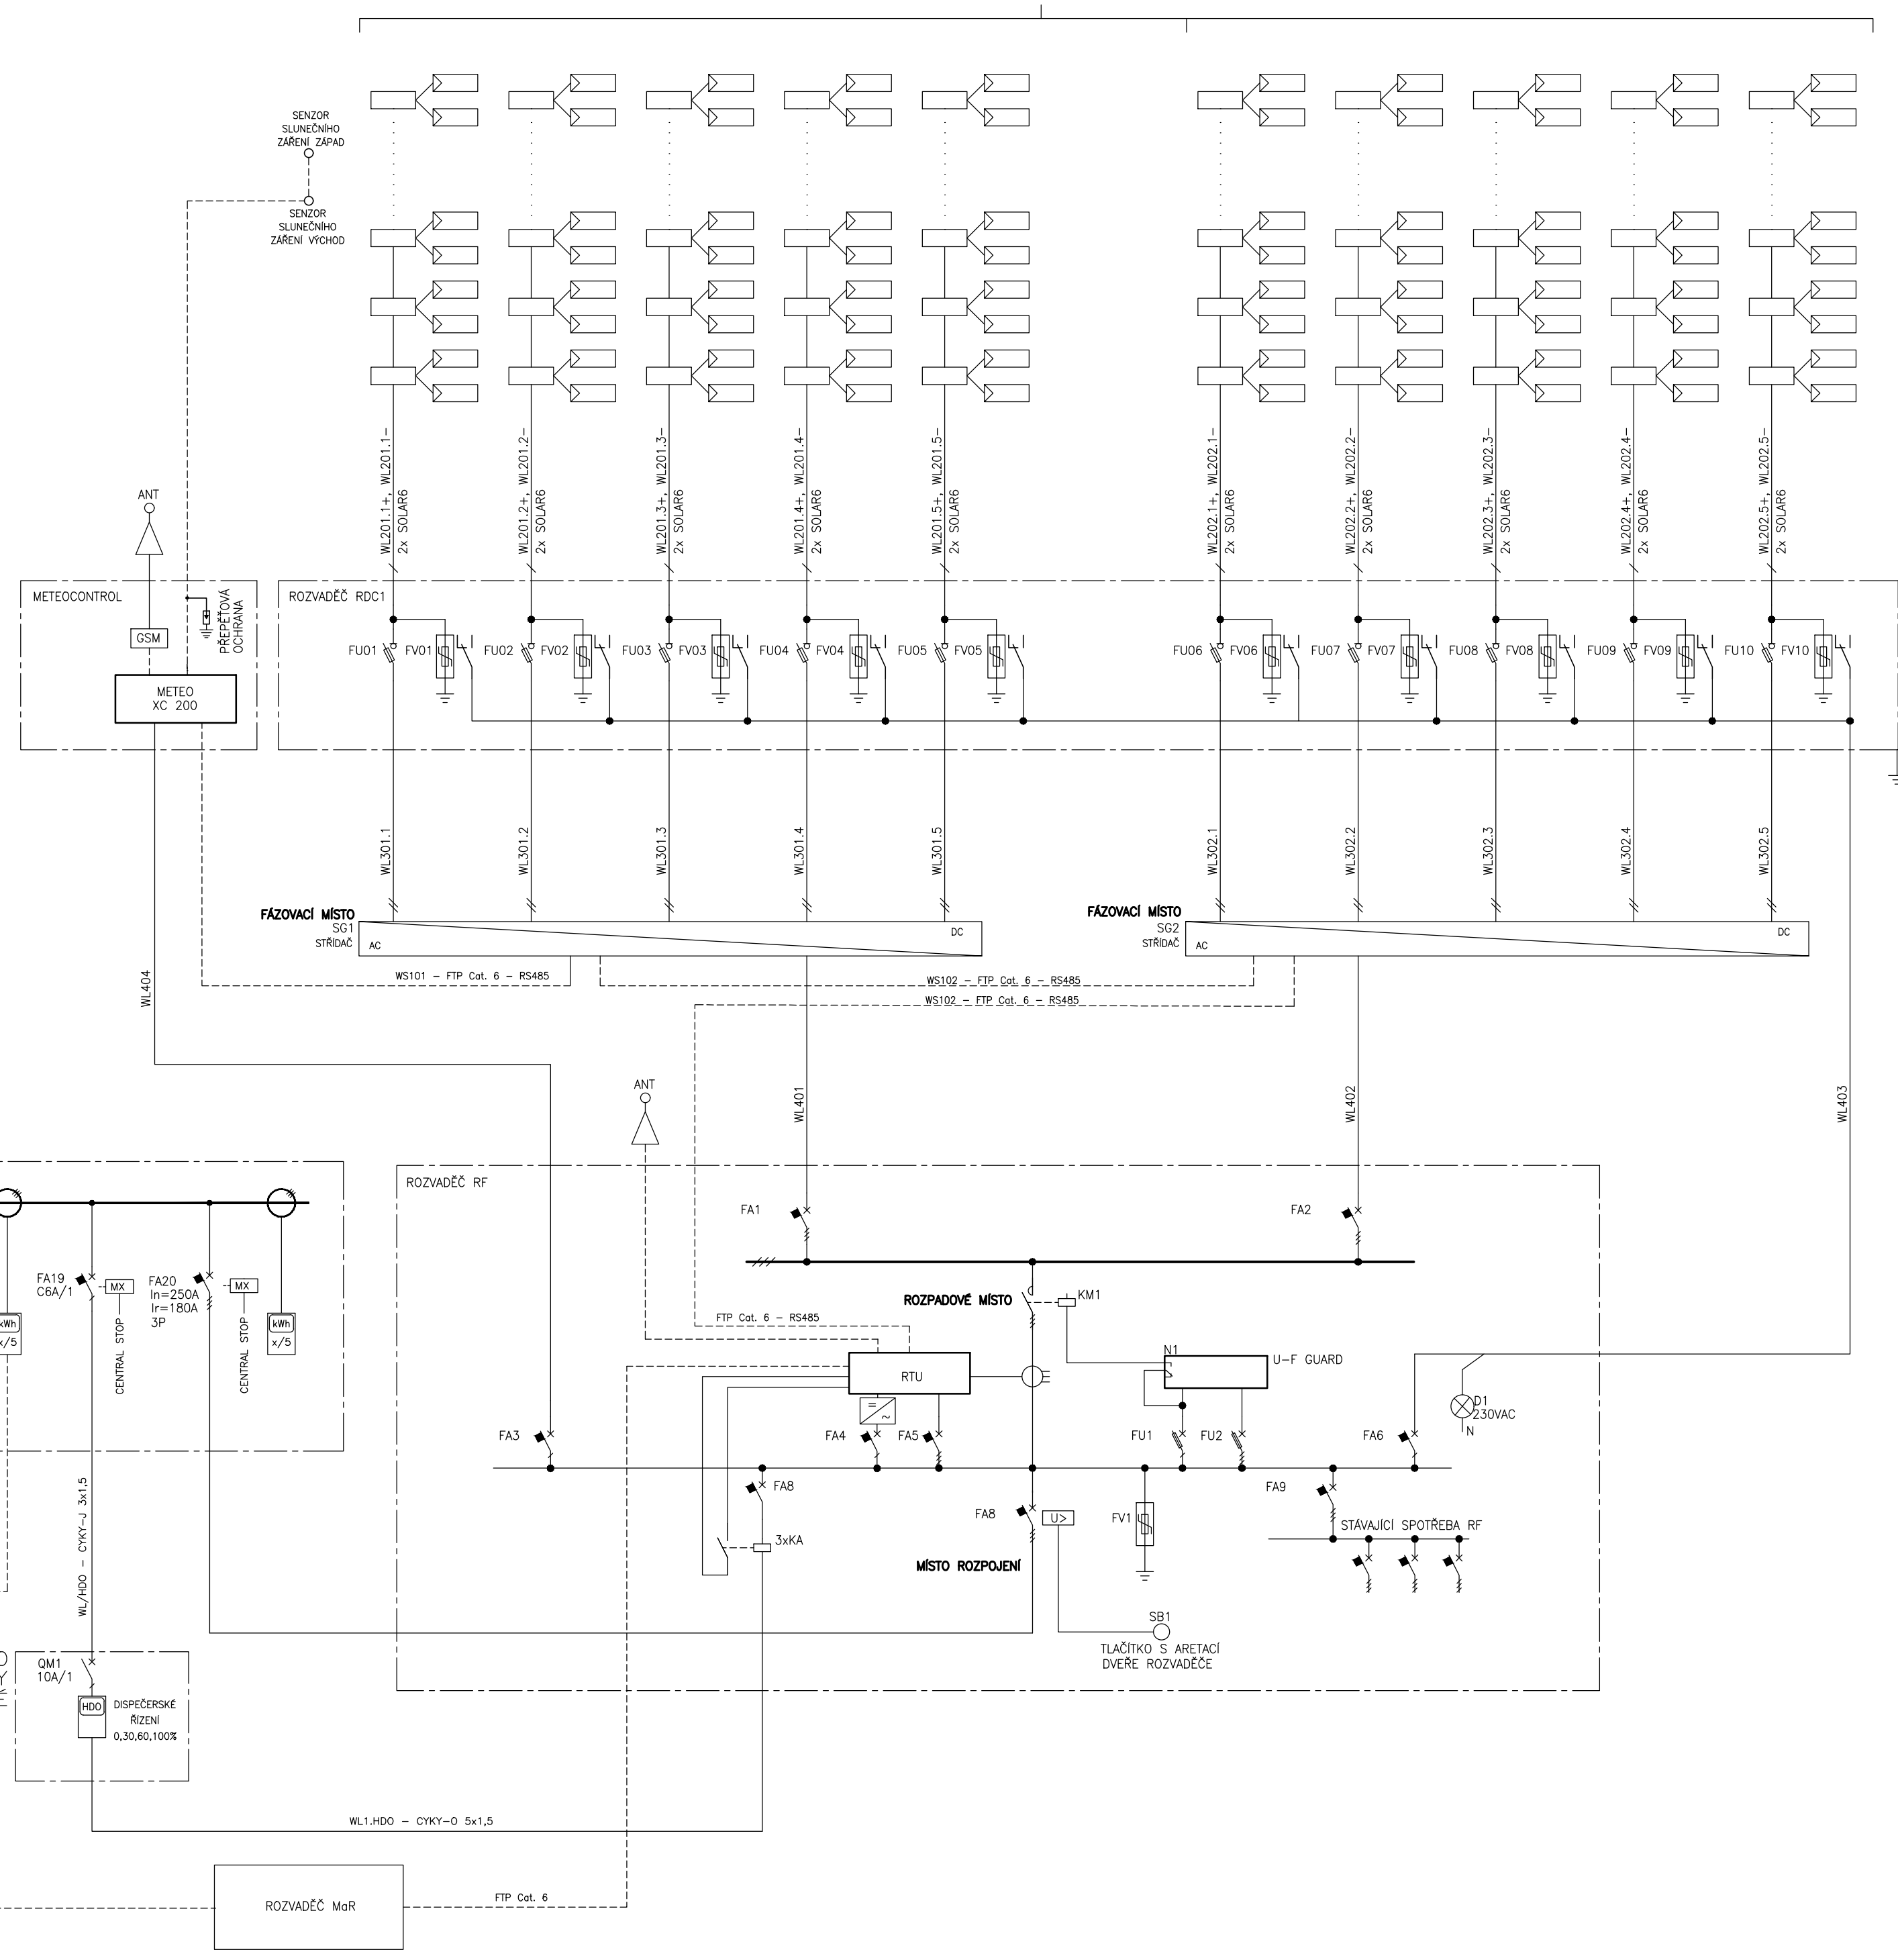 SENZOR
SLUNEČNÍHO
ZÁŘENÍ ZÁPAD
SENZOR
SLUNEČNÍHO
ZÁŘENÍ VÝCHOD
WL201.1+, WL201.1-
2x SOLAR6
WL201.2+, WL201.2-
2x SOLAR6
WL201.3+, WL201.3-
2x SOLAR6
WL201.4+, WL201.4-
2x SOLAR6
WL201.5+, WL201.5-
2x SOLAR6
WL202.1+, WL202.1-
2x SOLAR6
WL202.2+, WL202.2-
2x SOLAR6
WL202.3+, WL202.3-
2x SOLAR6
WL202.4+, WL202.4-
2x SOLAR6
WL202.5+, WL202.5-
2x SOLAR6
ANT
METEOCONTROL
GSM
PŘEPĚŤOVÁ
OCHRANA
METEO
XC 200
ROZVADĚČ RDC1
FU01
FV01
FU02
FV02
FU03
FV03
FU04
FV04
FU05
FV05
FU06
FV06
FU07
FV07
FU08
FV08
FU09
FV09
FU10
FV10
WL301.1
WL301.2
WL301.3
WL301.4
WL301.5
WL302.1
WL302.2
WL302.3
WL302.4
WL302.5
FÁZOVACÍ MÍSTO
SG1
STŘÍDAČ
AC
DC
FÁZOVACÍ MÍSTO
SG2
STŘÍDAČ
AC
DC
WL404
WS101 - FTP Cat. 6 - RS485
WS102 - FTP Cat. 6 - RS485
WS102 - FTP Cat. 6 - RS485
ANT
WL401
WL402
WL403
ROZVADĚČ RF
FA1
FA2
FA19
C6A/1
MX
CENTRAL STOP
FA20
In=250A
Ir=180A
3P
MX
CENTRAL STOP
kWh
x/5
kWh
x/5
ROZPADOVÉ MÍSTO
KM1
FTP Cat. 6 - RS485
RTU
=
~
N1
U-F GUARD
D1
230VAC
N
FA3
FA4
FA5
FU1
FU2
FA6
FA8
FA8
U>
FV1
FA9
STÁVAJÍCÍ SPOTŘEBA RF
3xKA
MÍSTO ROZPOJENÍ
SB1
TLAČÍTKO S ARETACÍ
DVEŘE ROZVADĚČE
WL/HDO - CYKY-J 3x1,5
QM1
10A/1
HDO
DISPEČERSKÉ
ŘÍZENÍ
0,30,60,100%
WL1.HDO - CYKY-O 5x1,5
ROZVADĚČ MaR
FTP Cat. 6